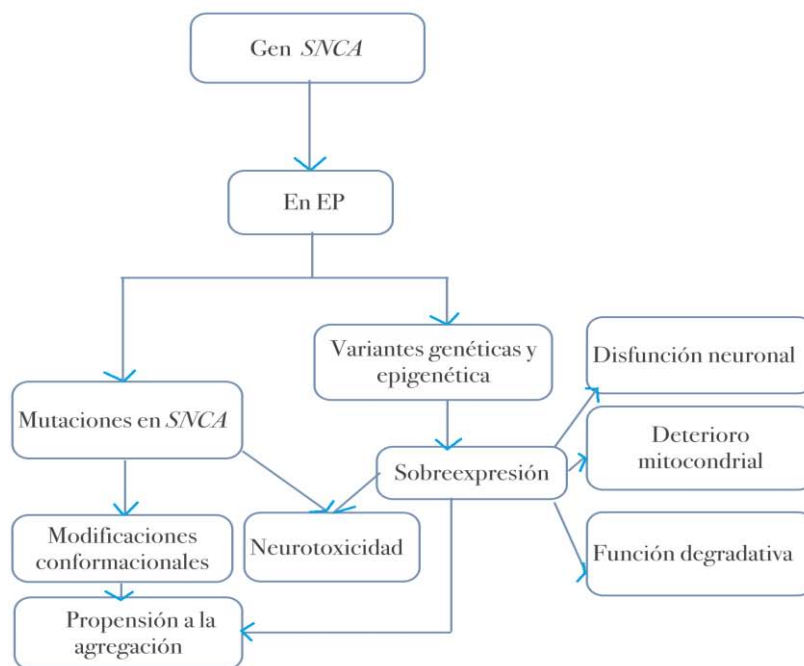 Gen SNCA
En EP
Variantes genéticas y
epigenética
Disfunción neuronal
Mutaciones en SNCA
Sobreexpresión
Deterioro
mitocondrial
Modificaciones
conformacionales
Neurotoxicidad
Función degradativa
Propensión a la
agregación